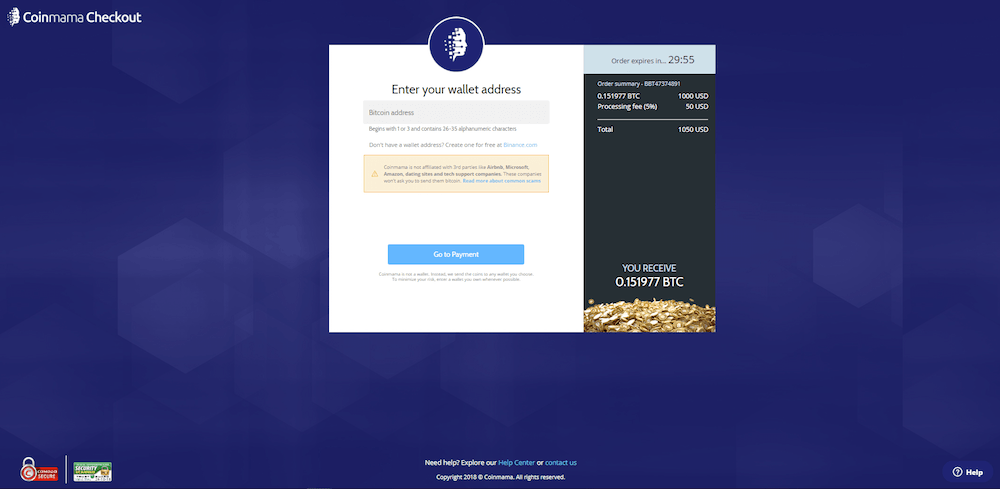 Coinmama Checkout
Enter your wallet address
Bitcoin address
Begins with 1 or 3 and contains 26-35 alphanumeric characters
Don't have a wallet address? Create one for free at Binance.com
Coinmama is not affiliated with 3rd parties like Airbnb, Microsoft,
Amazon, dating sites and tech support companies. These companies
won't ask you to send them bitcoin. Read more about common scams
Go to Payment
Coinmama is not a wallet. Instead, we send the coins to any wallet you choose.
To minimize your risk, enter a wallet you own whenever possible.
Order expires in... 29:55
Order summary - BBT47374891
0.151977 BTC 1000 USD
Processing fee (5%) 50 USD
Total 1050 USD
YOU RECEIVE
0.151977 BTC
COMODO
SECURE
SECURITY
Need help? Explore our Help Center or contact us
Copyright 2018 © Coinmama. All rights reserved.
Help